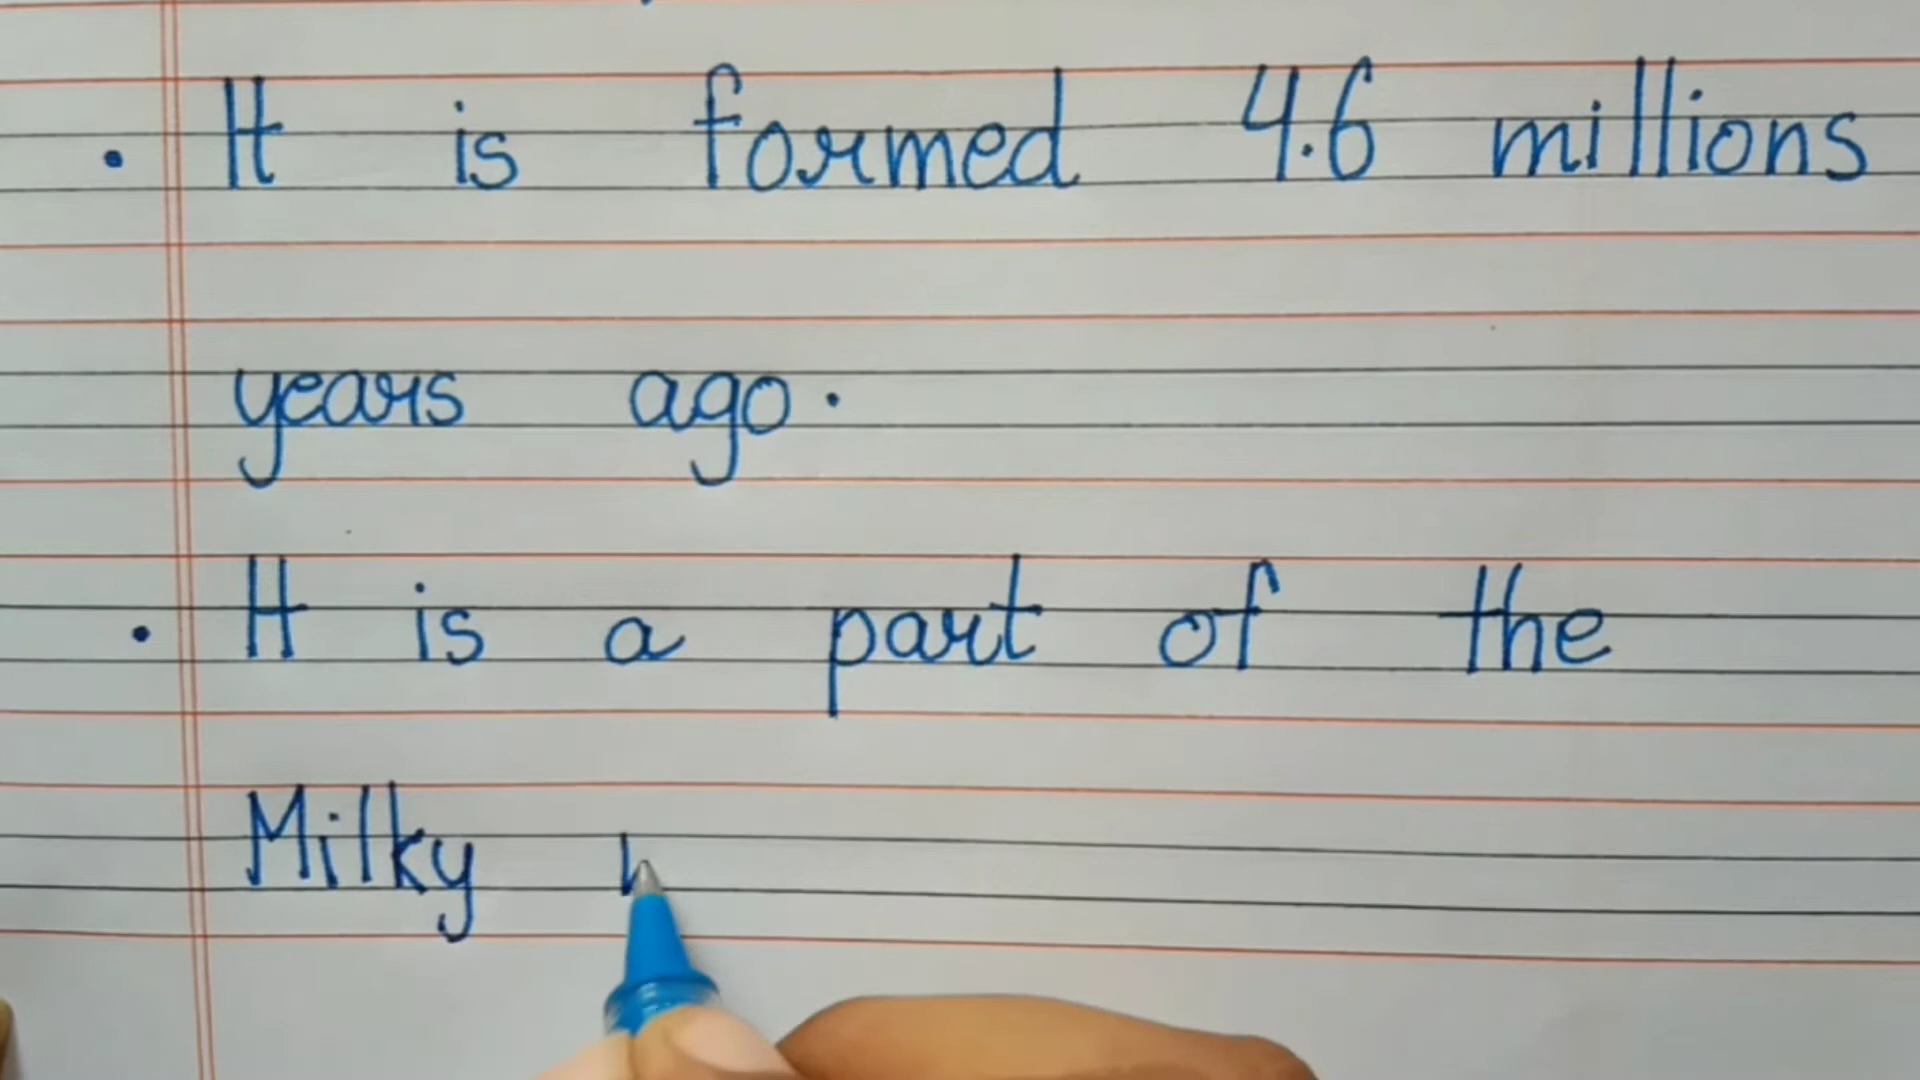 • It is formed 4.6 millions
years ago.
• It is a part of the
Milky